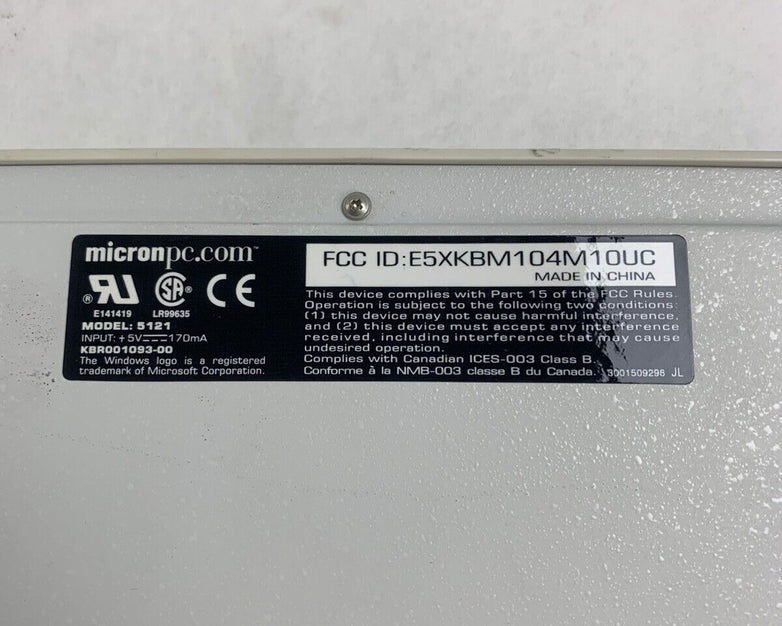 micronpc.com™
E141419 LR99635
MODEL: 5121
INPUT: +5V 170mA
KBR001093-00
The Windows logo is a registered
trademark of Microsoft Corporation.
FCC ID:E5XKBM104M10UC
MADE IN CHINA
This device complies with Part 15 of the FCC Rules.
Operation is subject to the following two conditions:
(1) this device may not cause harmful interference,
and (2) this device must accept any interference
received, including interference that may cause
undesired operation.
Complies with Canadian ICES-003 Class B.
Conforme à la NMB-003 classe B du Canada. 3001509298 JL